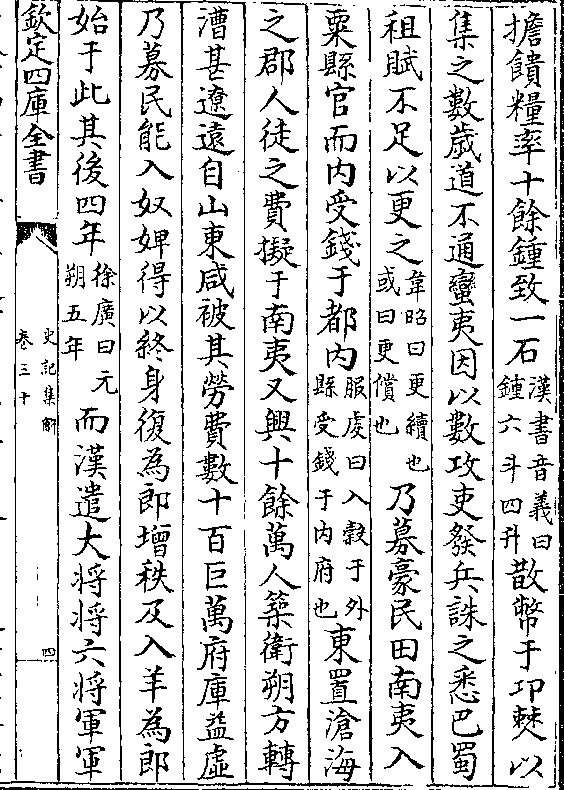 擔饋糧率十餘鍾致一石漢書音義曰鍾六斗四升散幣于卭僰以
集之數歲道不通蠻夷因以數攻吏發兵誅之悉巴蜀
租賦不足以更之韋昭曰更續也或曰更償也乃募豪民田南夷入
粟縣官而内受錢于都内服虔曰入穀于外縣受錢于内府也東置滄海
之郡人徒之費擬于南夷又興十餘萬人築衛朔方轉
漕甚遼遠自山東咸被其勞費數十百巨萬府庫益虛
乃募民能入奴婢得以終身復為郎增秩及入羊為郎
始于此其後四年徐廣曰元朔五年而漢遣大將將六將軍軍
欽定四庫全書
史記集解
卷三十
四